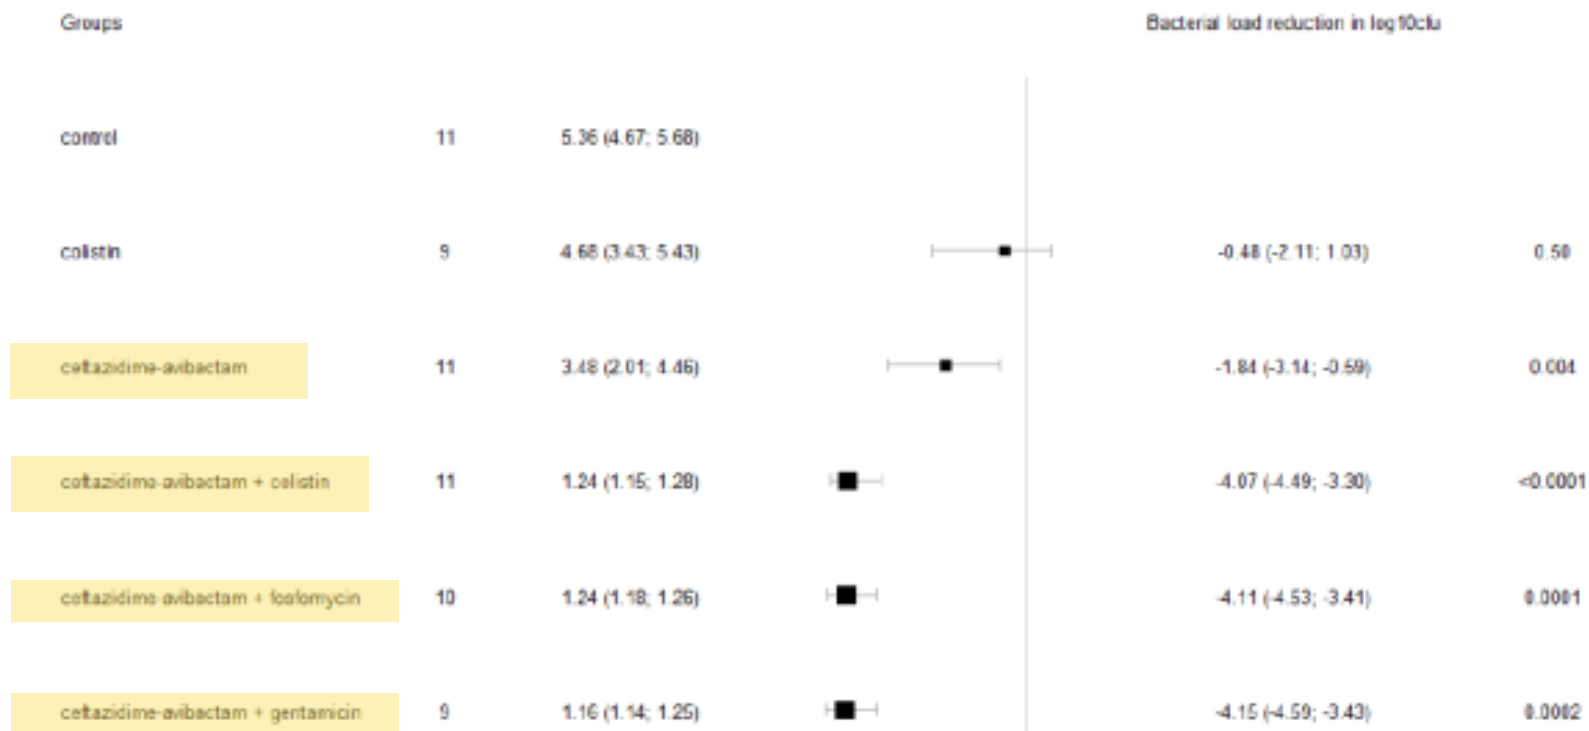 Groups Bacterial load reduction in log10cfu
control 11 5.36 (4.67; 5.68)
colistin 9 4.68 (3.43; 5.43) -0.48 (-2.11; 1.03) 0.50
ceftazidime-avibactam 11 3.48 (2.01; 4.46) -1.84 (-3.14; -0.59) 0.004
ceftazidime-avibactam + colistin 11 1.24 (1.15; 1.28) -4.07 (-4.49; -3.30) <0.0001
ceftazidime-avibactam + fosfomycin 10 1.24 (1.18; 1.26) -4.11 (-4.53; -3.41) 0.0001
ceftazidime-avibactam + gentamicin 9 1.16 (1.14; 1.25) -4.15 (-4.59; -3.43) 0.0002